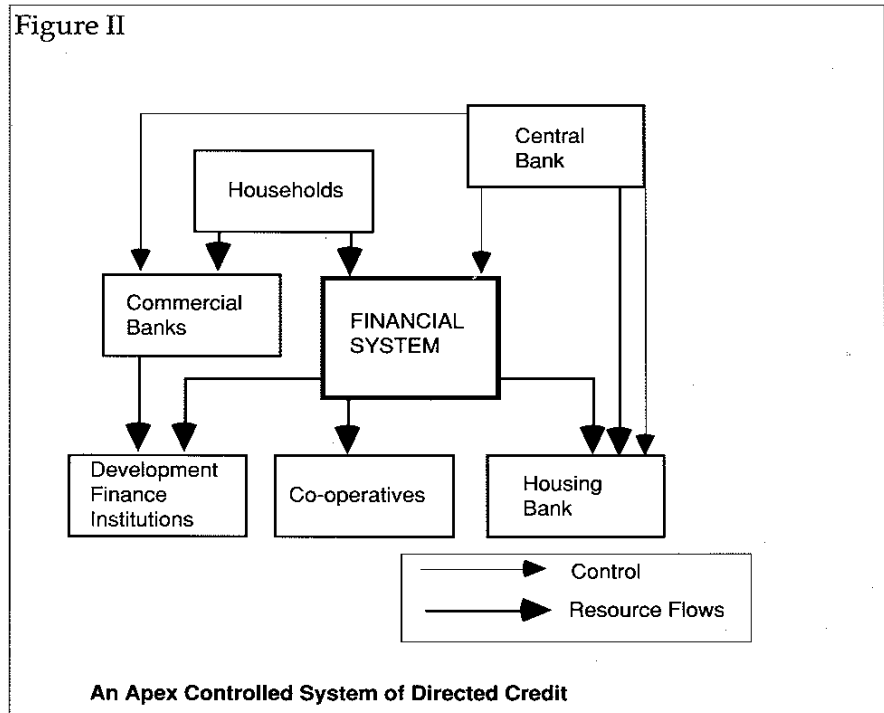 Figure II
Central
Bank
Households
Commercial
Banks
FINANCIAL
SYSTEM
Development
Finance
Institutions
Co-operatives
Housing
Bank
Control
Resource Flows
An Apex Controlled System of Directed Credit